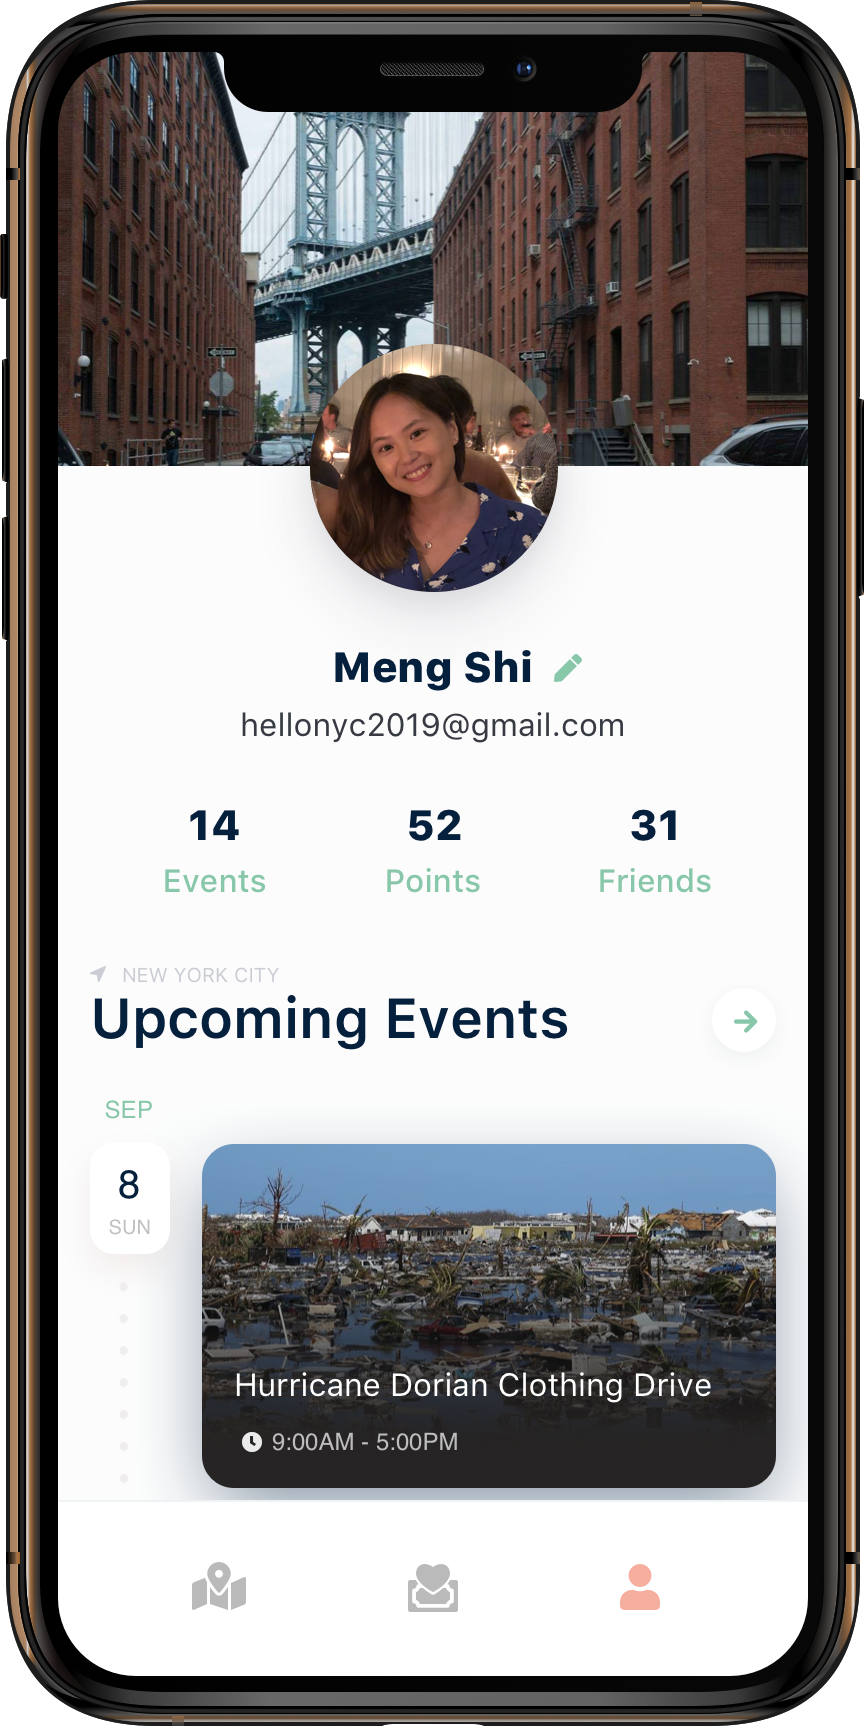 Meng Shi
hellonyc2019@gmail.com
14 52 31
Events Points Friends
NEW YORK CITY
Upcoming Events
SEP
8
SUN
Hurricane Dorian Clothing Drive
9:00AM - 5:00PM